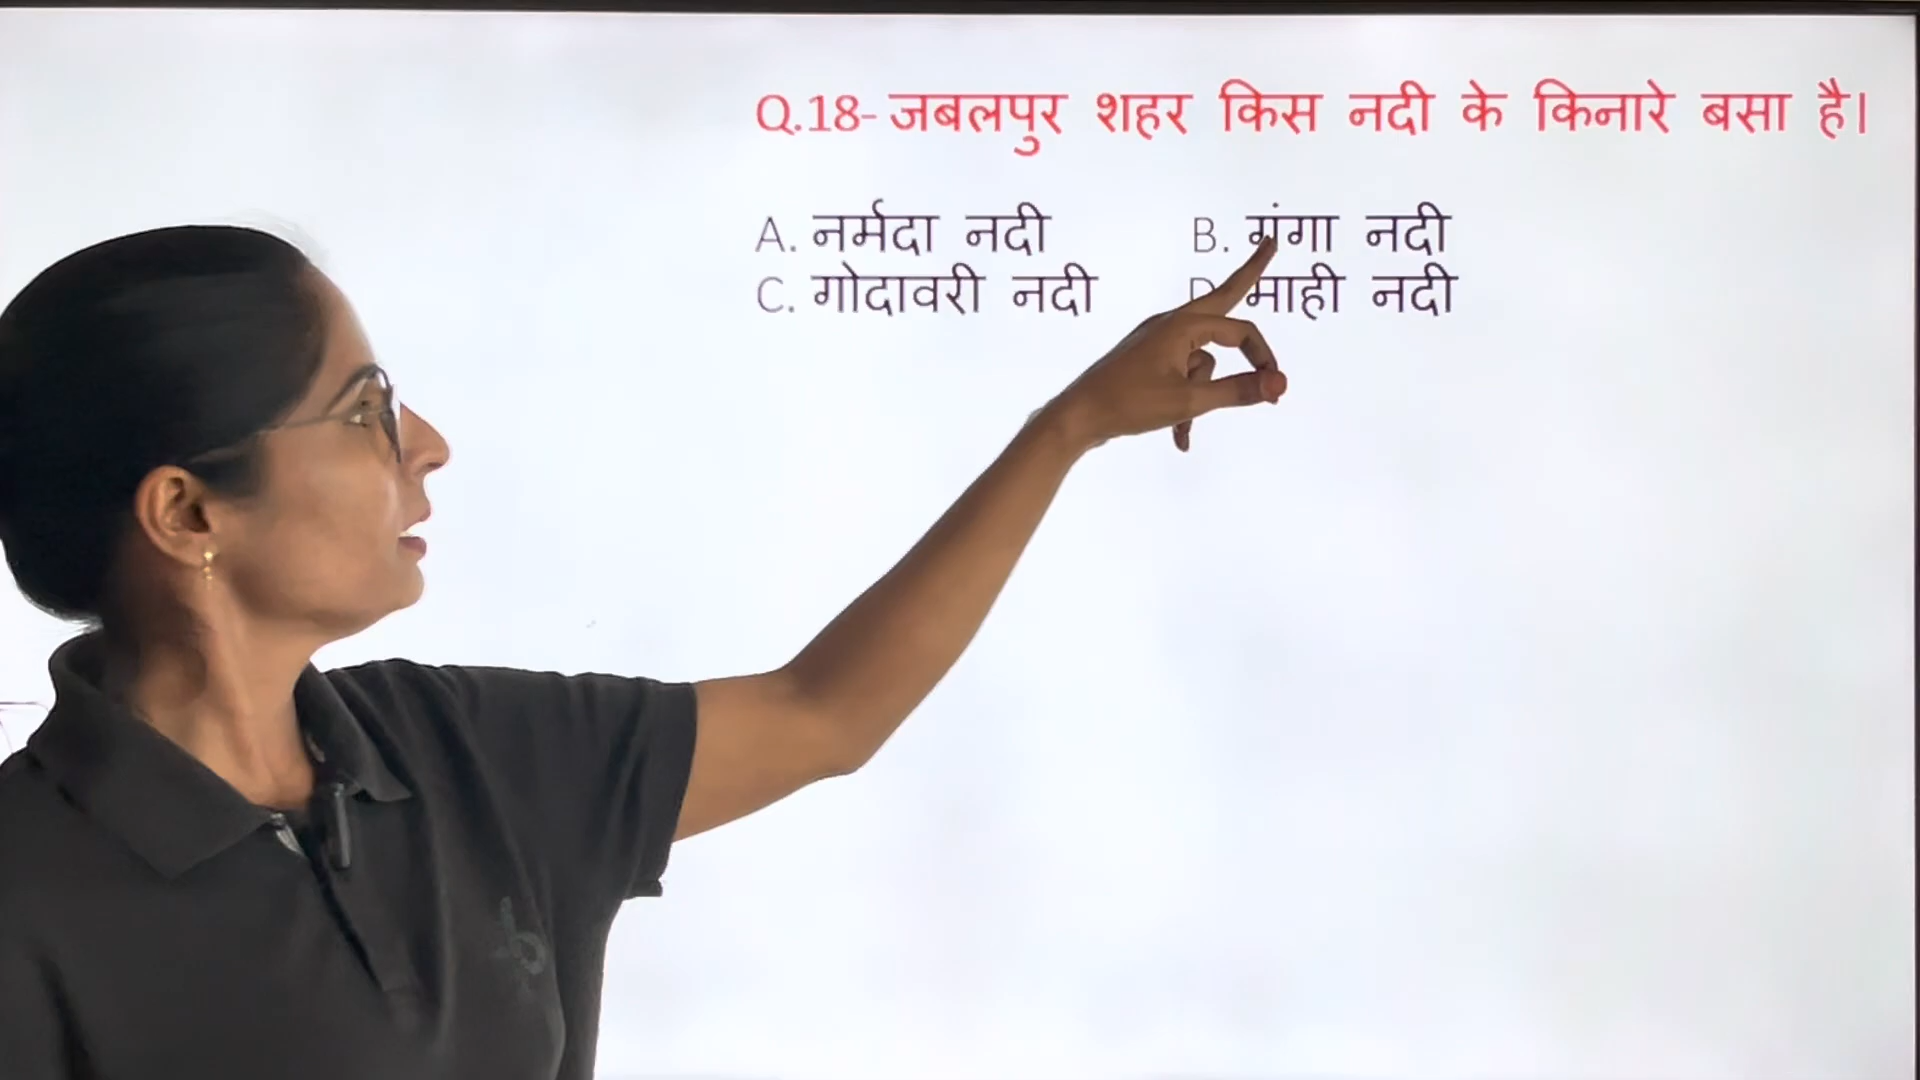 Q.18- जबलपुर शहर किस नदी के किनारे बसा है।
A. नर्मदा नदी B. गंगा नदी
C. गोदावरी नदी D. माही नदी